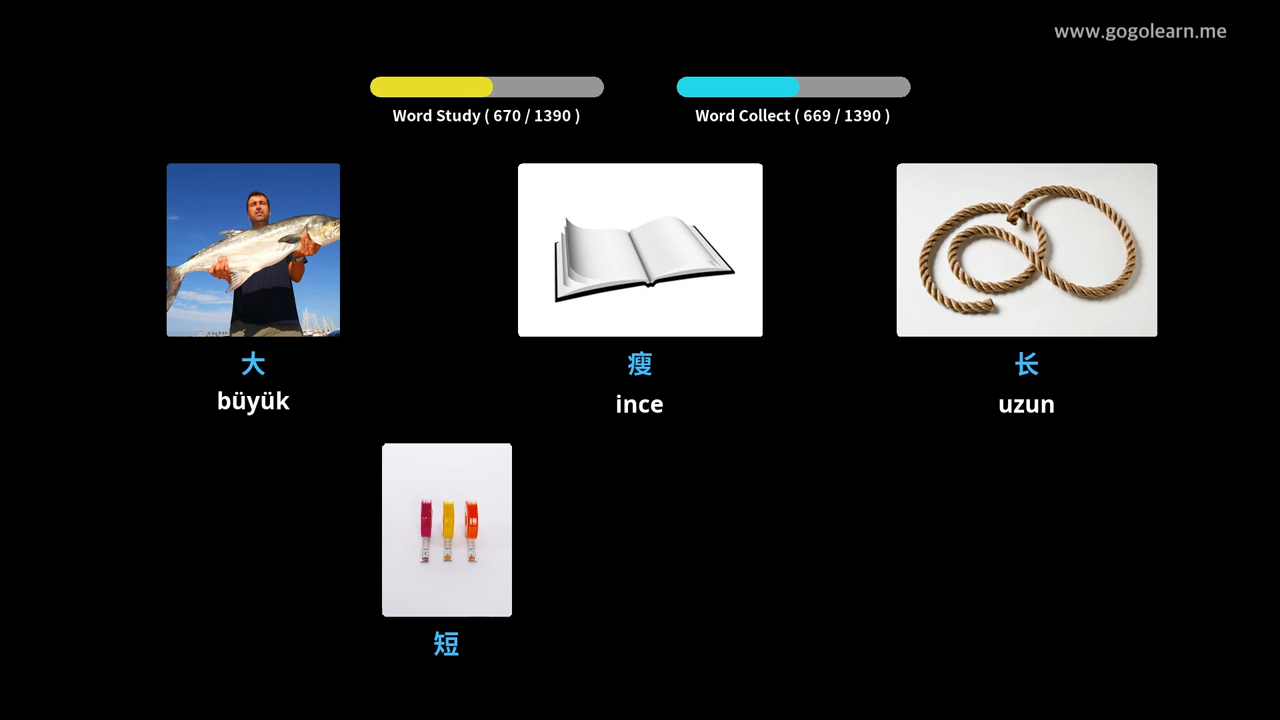 www.gogolearn.me
Word Study ( 670 / 1390 )
Word Collect ( 669 / 1390 )
大
büyük
瘦
ince
长
uzun
短